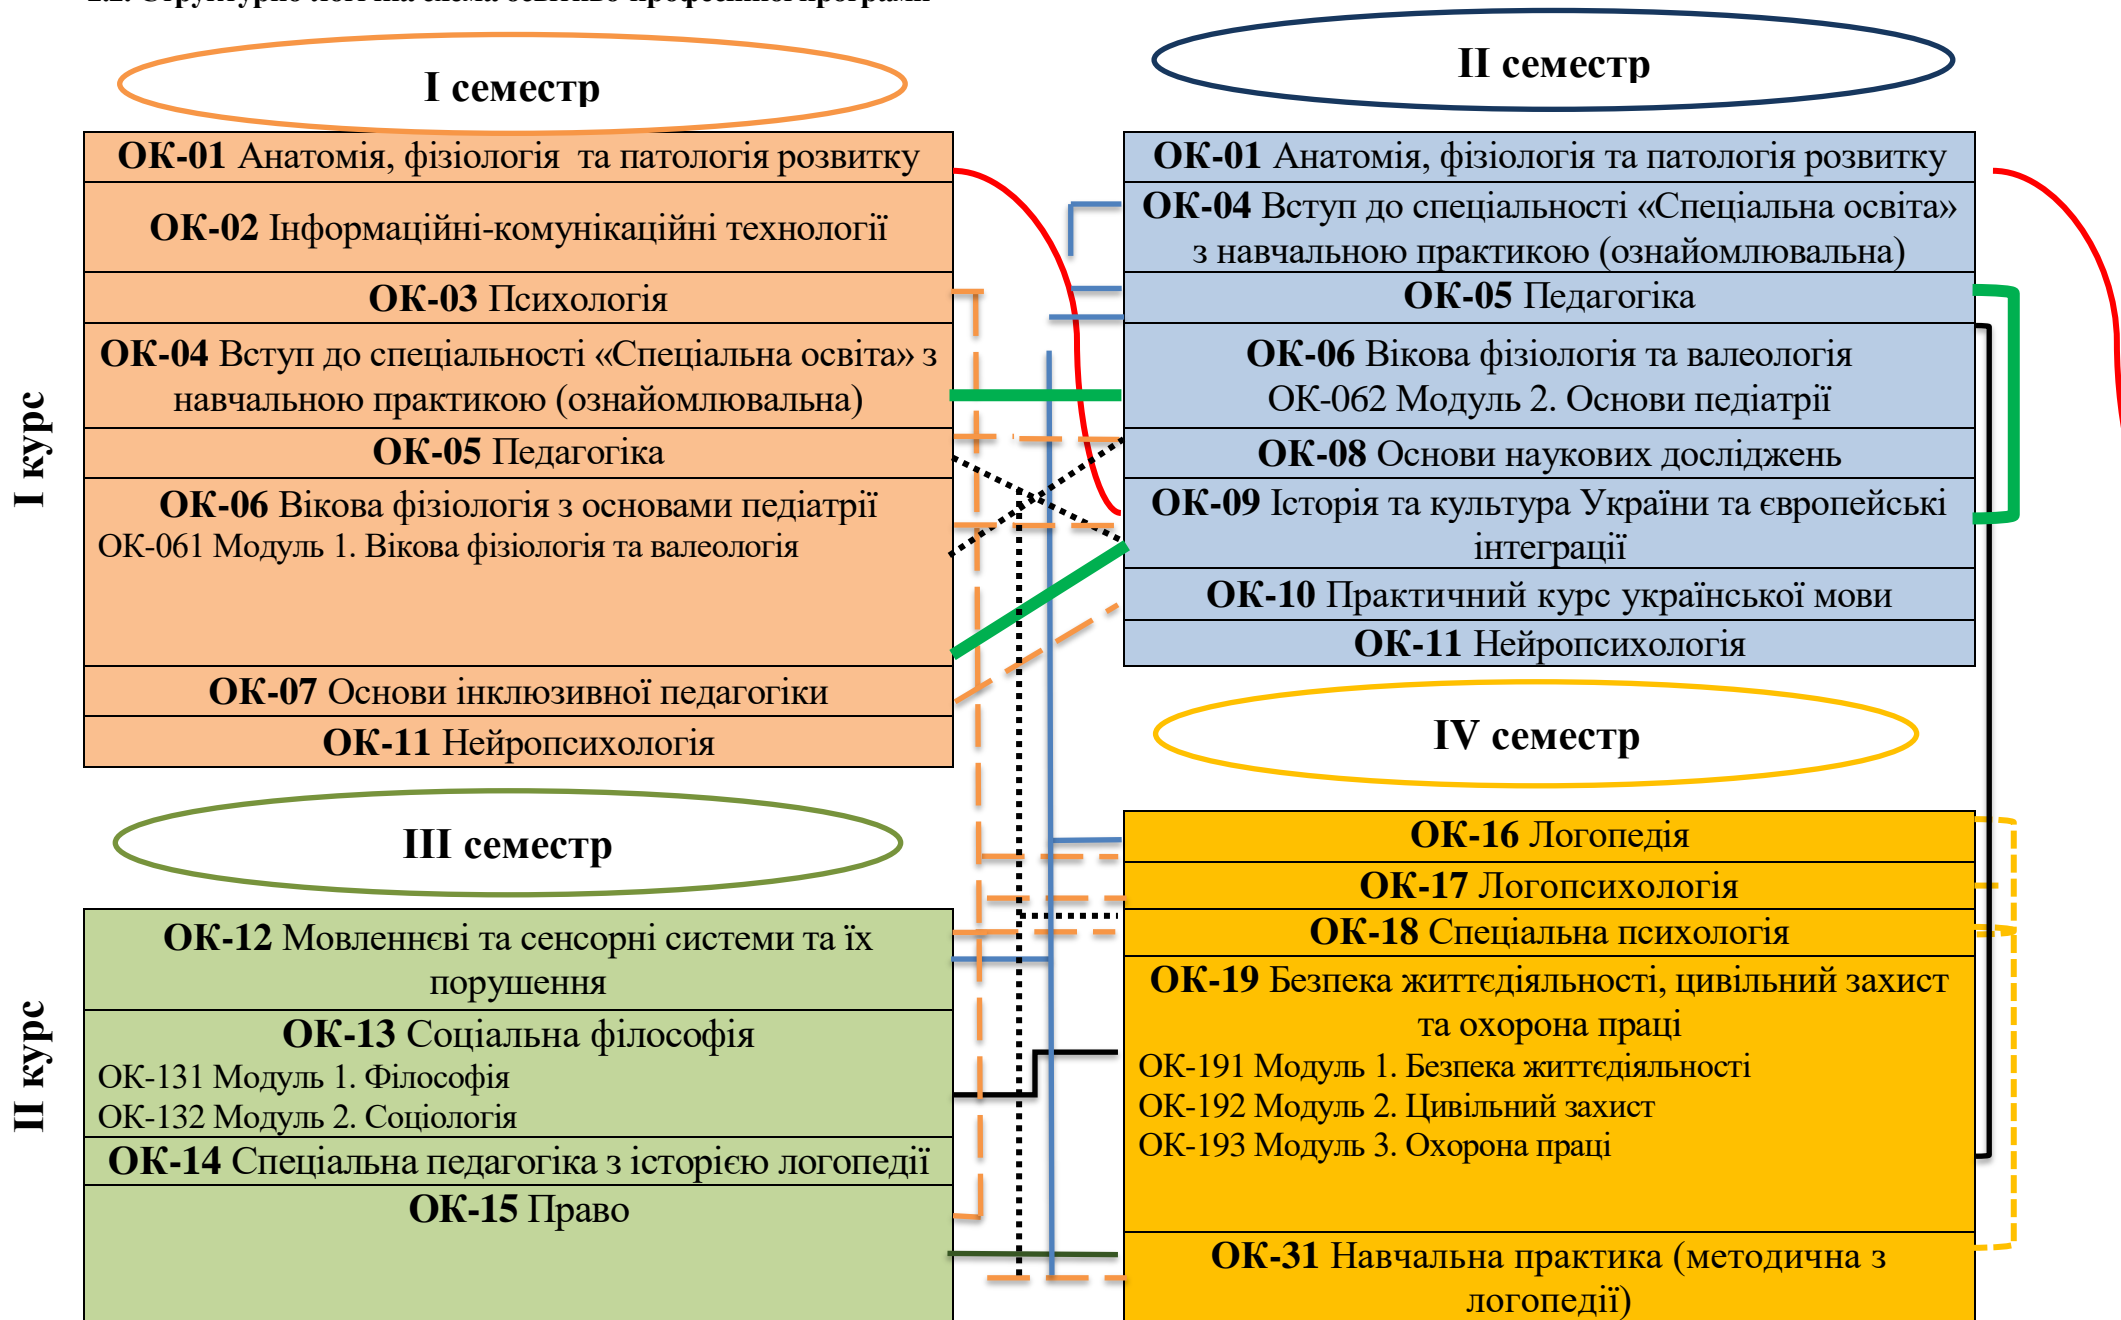 2.2. Структурно-логічна схема освітньо-професійної програми
І семестр
ІІ семестр
І курс
ОК-01 Анатомія, фізіологія та патологія розвитку
ОК-02 Інформаційні-комунікаційні технології
ОК-03 Психологія
ОК-04 Вступ до спеціальності «Спеціальна освіта» з
навчальною практикою (ознайомлювальна)
ОК-05 Педагогіка
ОК-06 Вікова фізіологія з основами педіатрії
ОК-061 Модуль 1. Вікова фізіологія та валеологія
ОК-07 Основи інклюзивної педагогіки
ОК-11 Нейропсихологія
ОК-01 Анатомія, фізіологія та патологія розвитку
ОК-04 Вступ до спеціальності «Спеціальна освіта»
з навчальною практикою (ознайомлювальна)
ОК-05 Педагогіка
ОК-06 Вікова фізіологія та валеологія
ОК-062 Модуль 2. Основи педіатрії
ОК-08 Основи наукових досліджень
ОК-09 Історія та культура України та європейські
інтеграції
ОК-10 Практичний курс української мови
ОК-11 Нейропсихологія
ІІІ семестр
IV семестр
ІІ курс
ОК-12 Мовленнєві та сенсорні системи та їх
порушення
ОК-13 Соціальна філософія
ОК-131 Модуль 1. Філософія
ОК-132 Модуль 2. Соціологія
ОК-14 Спеціальна педагогіка з історією логопедії
ОК-15 Право
ОК-16 Логопедія
ОК-17 Логопсихологія
ОК-18 Спеціальна психологія
ОК-19 Безпека життєдіяльності, цивільний захист
та охорона праці
ОК-191 Модуль 1. Безпека життєдіяльності
ОК-192 Модуль 2. Цивільний захист
ОК-193 Модуль 3. Охорона праці
ОК-31 Навчальна практика (методична з
логопедії)